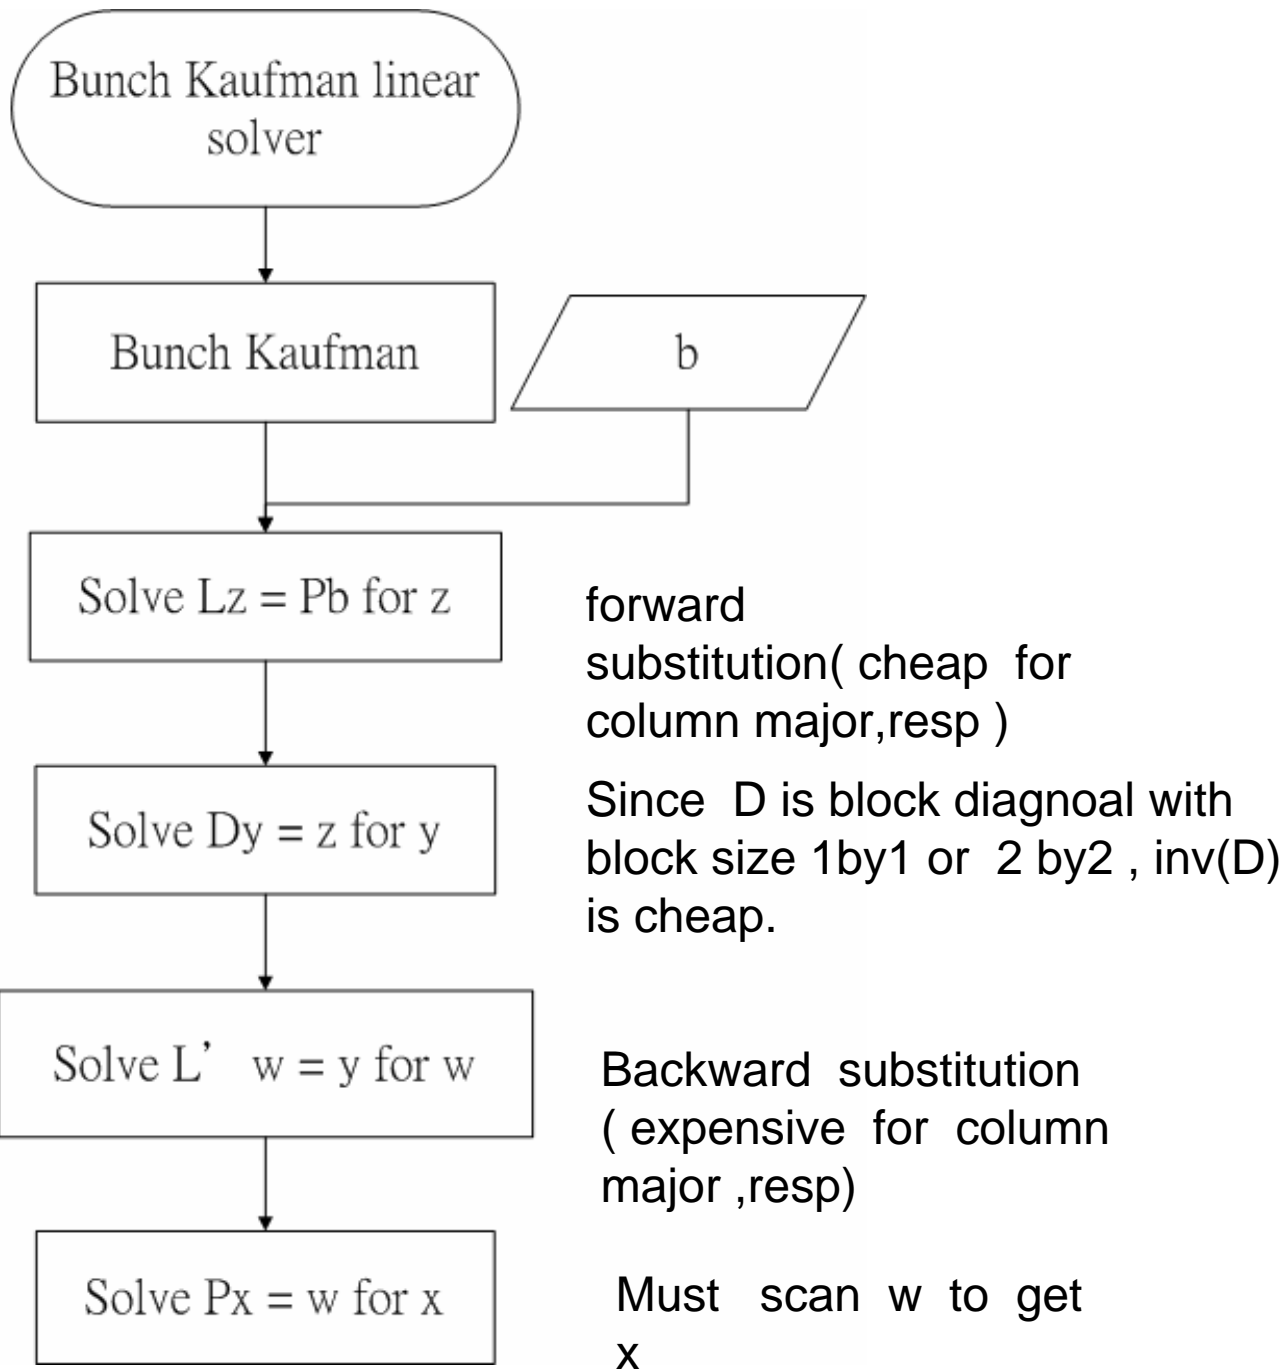 Bunch Kaufman linear
solver
Bunch Kaufman
b
Solve Lz = Pb for z
forward
substitution( cheap for
column major,resp )
Solve Dy = z for y
Since D is block diagnoal with
block size 1by1 or 2 by2 , inv(D)
is cheap.
Solve L’ w = y for w
Backward substitution
( expensive for column
major ,resp)
Solve Px = w for x
Must scan w to get
x